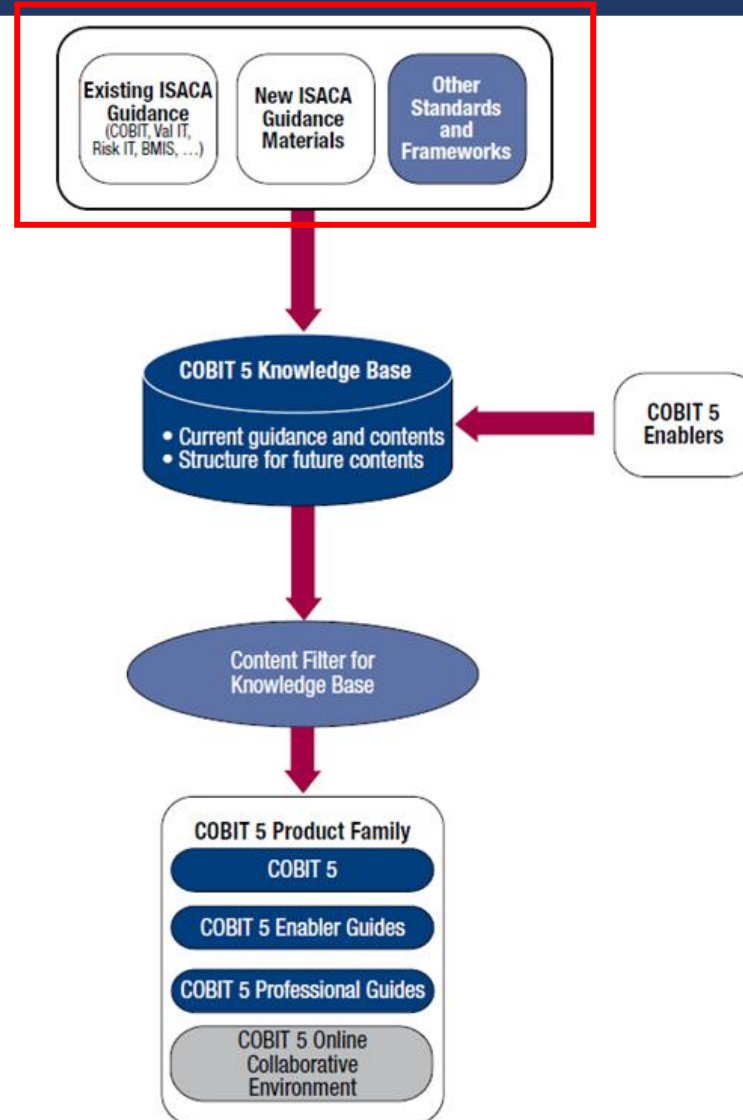 Existing ISACA
Guidance
(COBIT, Val IT,
Risk IT, BMIS, …)
New ISACA
Guidance
Materials
Other
Standards
and
Frameworks
COBIT 5 Knowledge Base
• Current guidance and contents
• Structure for future contents
COBIT 5
Enablers
Content Filter for
Knowledge Base
COBIT 5 Product Family
COBIT 5
COBIT 5 Enabler Guides
COBIT 5 Professional Guides
COBIT 5 Online
Collaborative
Environment